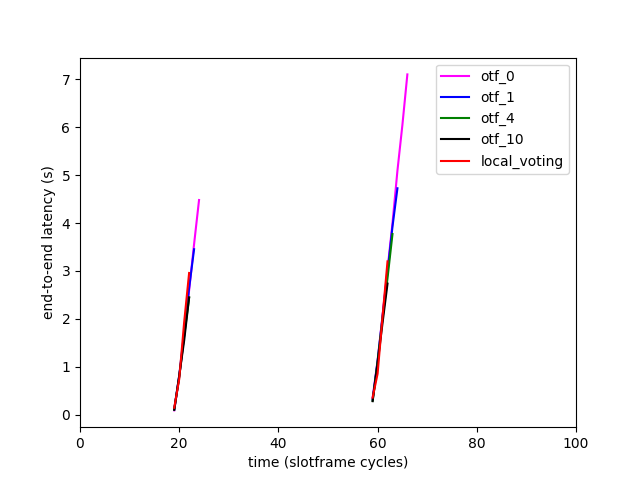 otf_0
otf_1
otf_4
otf_10
local_voting
end-to-end latency (s)
7
6
5
4
3
2
1
0
0 20 40 60 80 100
time (slotframe cycles)